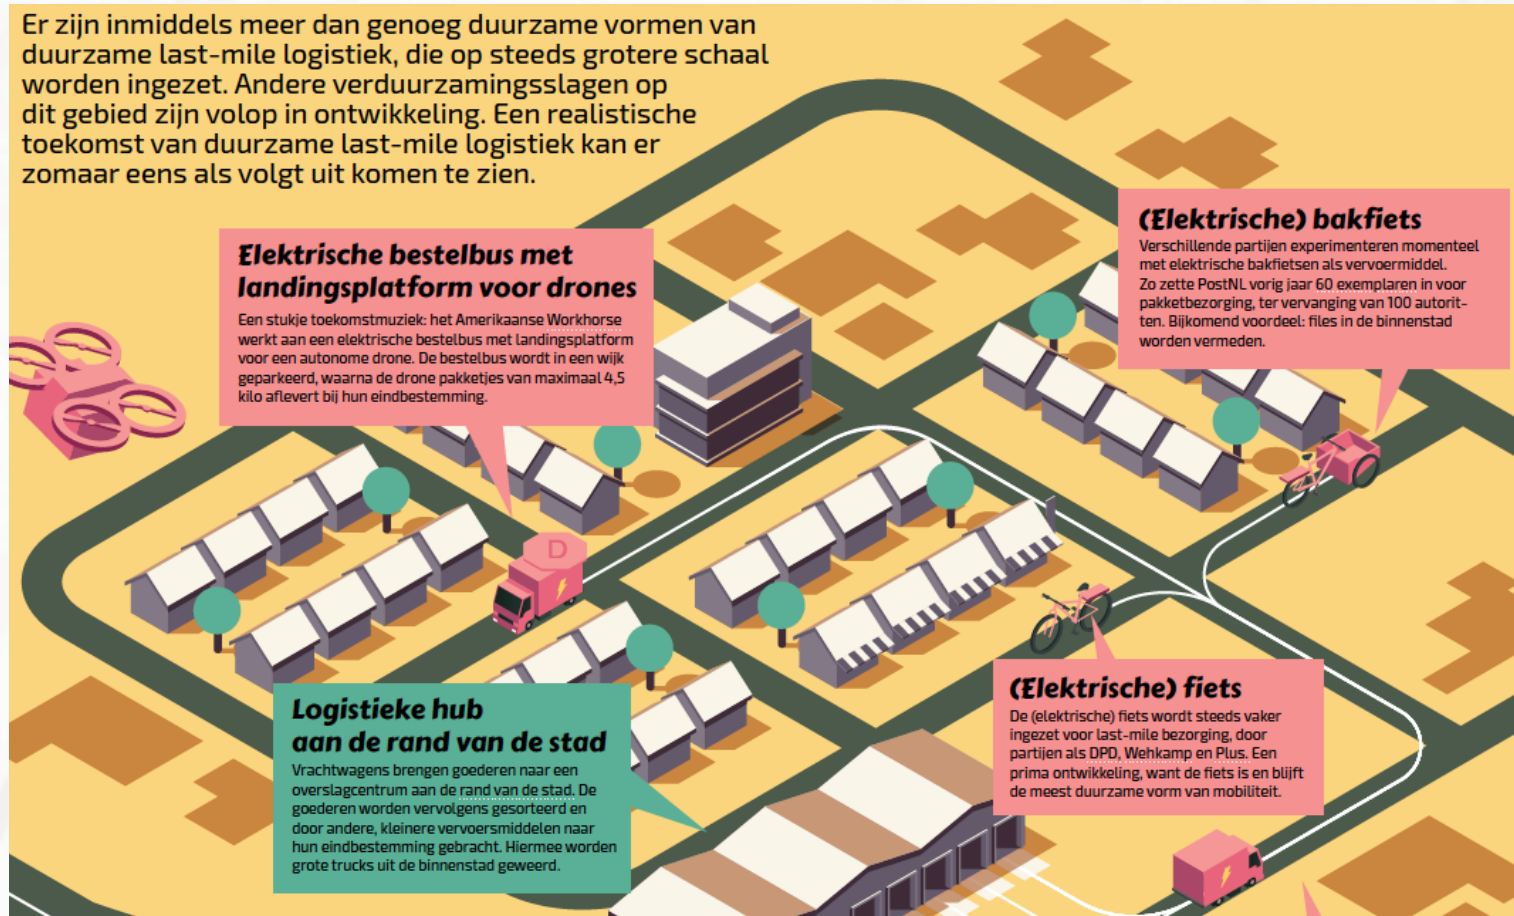 Er zijn inmiddels meer dan genoeg duurzame vormen van
duurzame last-mile logistiek, die op steeds grotere schaal
worden ingezet. Andere verduurzamingsslagen op
dit gebied zijn volop in ontwikkeling. Een realistische
toekomst van duurzame last-mile logistiek kan er
zomaar eens als volgt uit komen te zien.
Elektrische bestelbus met
landingsplatform voor drones
Een stukje toekomstmuziek: het Amerikaanse Workhorse
werkt aan een elektrische bestelbus met landingsplatform
voor een autonome drone. De bestelbus wordt in een wijk
geparkeerd, waarna de drone pakketjes van maximaal 4,5
kilo aflevert bij hun eindbestemming.
(Elektrische) bakfiets
Verschillende partijen experimenteren momenteel
met elektrische bakfietsen als vervoermiddel.
Zo zette PostNL vorig jaar 60 exemplaren in voor
pakketbezorging, ter vervanging van 100 autorit-
ten. Bijkomend voordeel: files in de binnenstad
worden vermeden.
D
Logistieke hub
aan de rand van de stad
Vrachtwagens brengen goederen naar een
overslagcentrum aan de rand van de stad. De
goederen worden vervolgens gesorteerd en
door andere, kleinere vervoersmiddelen naar
hun eindbestemming gebracht. Hiermee worden
grote trucks uit de binnenstad geweerd.
(Elektrische) fiets
De (elektrische) fiets wordt steeds vaker
ingezet voor last-mile bezorging, door
partijen als DPD, Wehkamp en Plus. Een
prima ontwikkeling, want de fiets is en blijft
de meest duurzame vorm van mobiliteit.